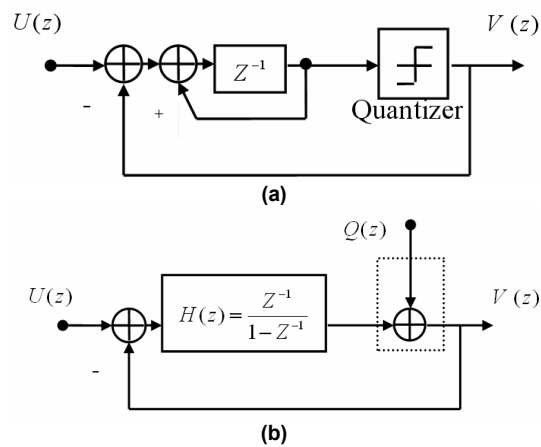 U(z)
V (z)
Z⁻¹
-
+
Quantizer
(a)
Q(z)
U(z)
H(z) = Z⁻¹ / 1 − Z⁻¹
V (z)
-
(b)